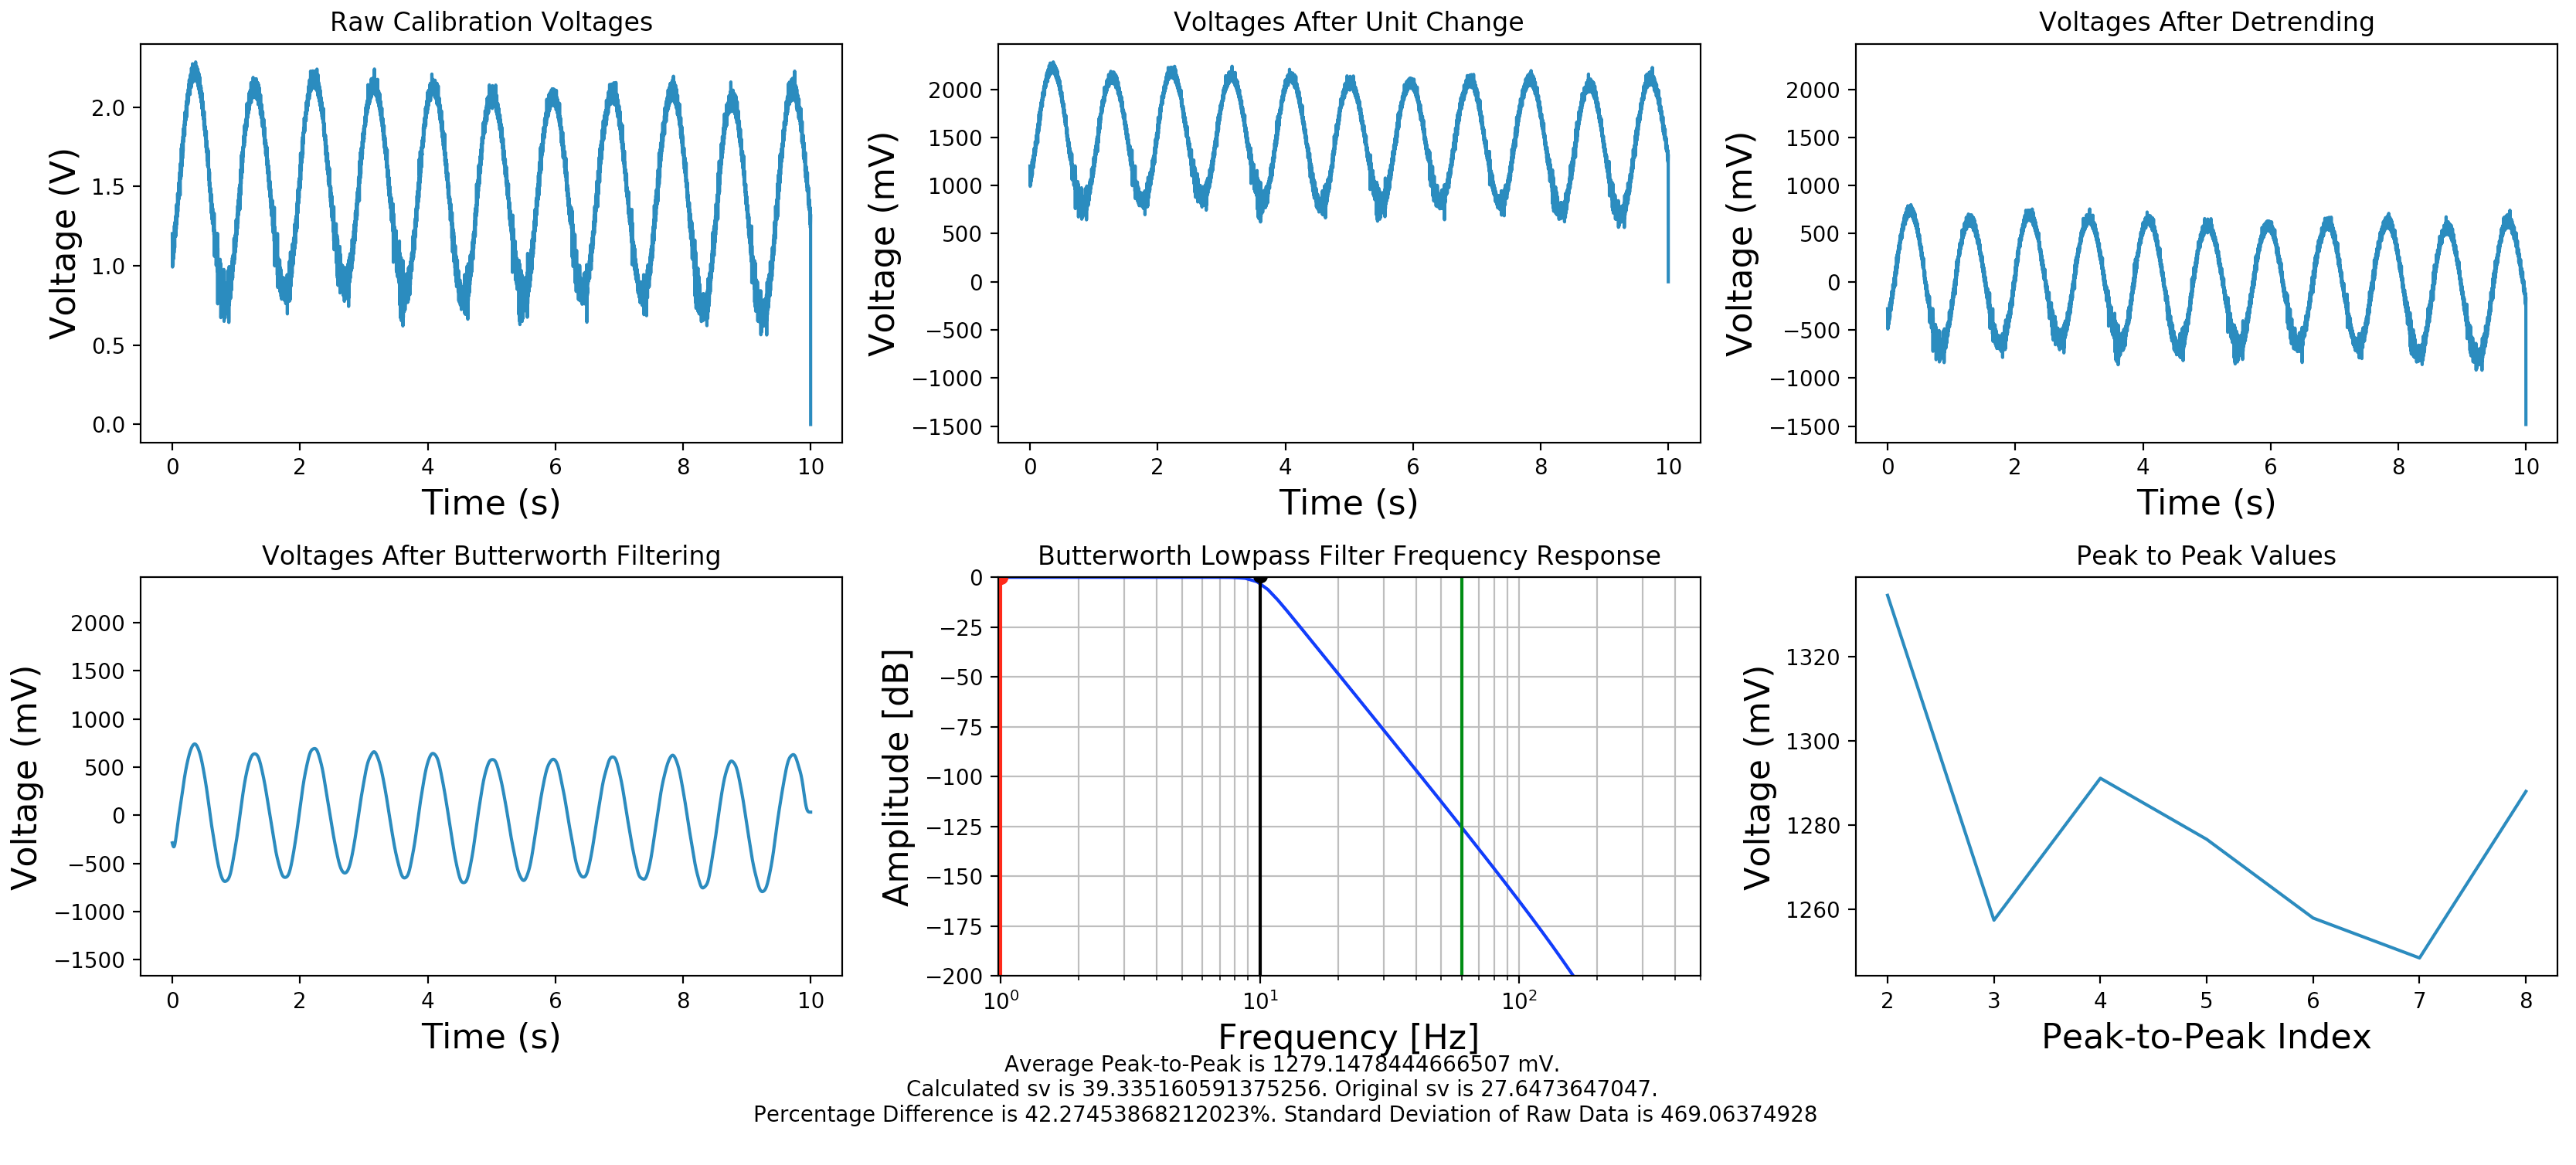 Raw Calibration Voltages
Voltage (V)
2.0
1.5
1.0
0.5
0.0
0 2 4 6 8 10
Time (s)
Voltages After Unit Change
Voltage (mV)
2000
1500
1000
500
0
−500
−1000
−1500
0 2 4 6 8 10
Time (s)
Voltages After Detrending
Voltage (mV)
2000
1500
1000
500
0
−500
−1000
−1500
0 2 4 6 8 10
Time (s)
Voltages After Butterworth Filtering
Voltage (mV)
2000
1500
1000
500
0
−500
−1000
−1500
0 2 4 6 8 10
Time (s)
Butterworth Lowpass Filter Frequency Response
Amplitude [dB]
0
−25
−50
−75
−100
−125
−150
−175
−200
10⁰ 10¹ 10²
Frequency [Hz]
Peak to Peak Values
Voltage (mV)
1320
1300
1280
1260
2 3 4 5 6 7 8
Peak-to-Peak Index
Average Peak-to-Peak is 1279.1478444666507 mV.
Calculated sv is 39.335160591375256. Original sv is 27.6473647047.
Percentage Difference is 42.27453868212023%. Standard Deviation of Raw Data is 469.06374928